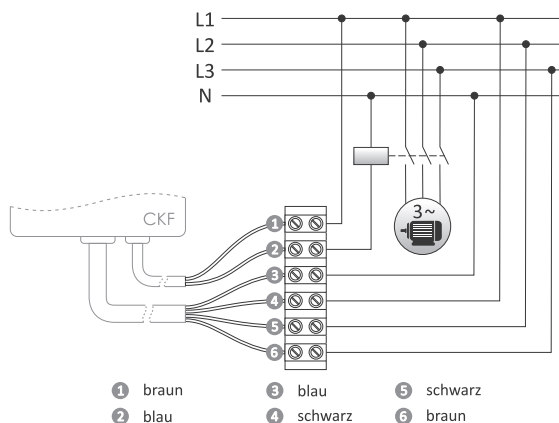 L1
L2
L3
N
3~
CKF
1
2
3
4
5
6
1 braun 3 blau 5 schwarz
2 blau 4 schwarz 6 braun